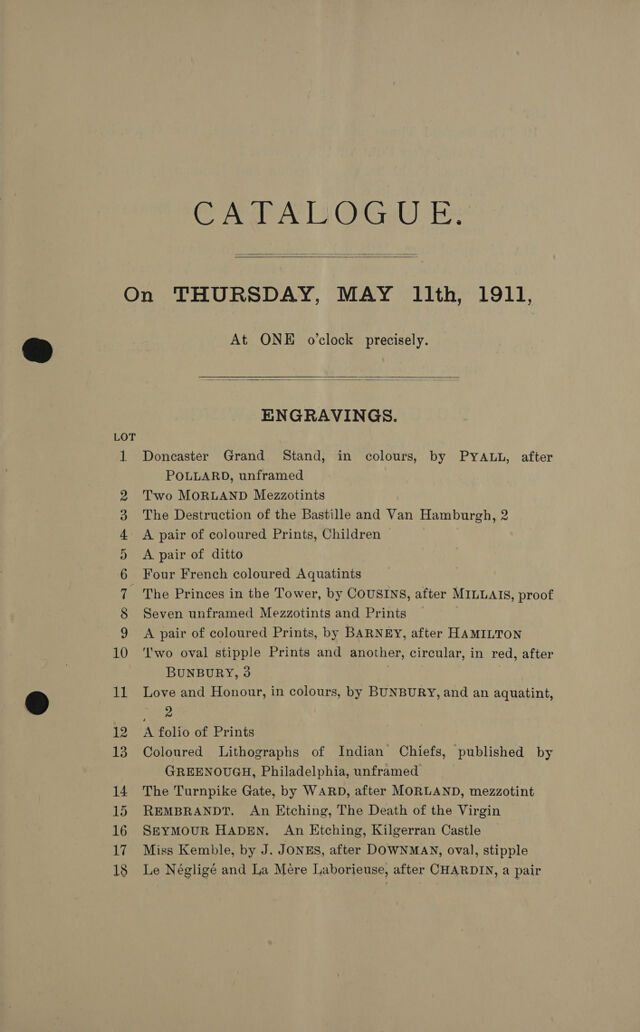 CATALOGUE.
On THURSDAY, MAY 11th, 1911,
At ONE o'clock precisely.
ENGRAVINGS.
LOT
1 Doncaster Grand Stand, in colours, by PYALL, after
POLLARD, unframed
2 Two MORLAND Mezzotints
3 The Destruction of the Bastille and Van Hamburgh, 2
4 A pair of coloured Prints, Children
5 A pair of ditto
6 Four French coloured Aquatints
7 The Princes in the Tower, by COUSINS, after MILLAIS, proof
8 Seven unframed Mezzotints and Prints
9 A pair of coloured Prints, by BARNEY, after HAMILTON
10 Two oval stipple Prints and another, circular, in red, after
BUNBURY, 3
11 Love and Honour, in colours, by BUNBURY, and an aquatint,
2
12 A folio of Prints
13 Coloured Lithographs of Indian Chiefs, published by
GREENOUGH, Philadelphia, unframed
14 The Turnpike Gate, by WARD, after MORLAND, mezzotint
15 REMBRANDT. An Etching, The Death of the Virgin
16 SEYMOUR HADEN. An Etching, Kilgerran Castle
17 Miss Kemble, by J. JONES, after DOWNMAN, oval, stipple
18 Le Négligé and La Mère Laborieuse, after CHARDIN, a pair